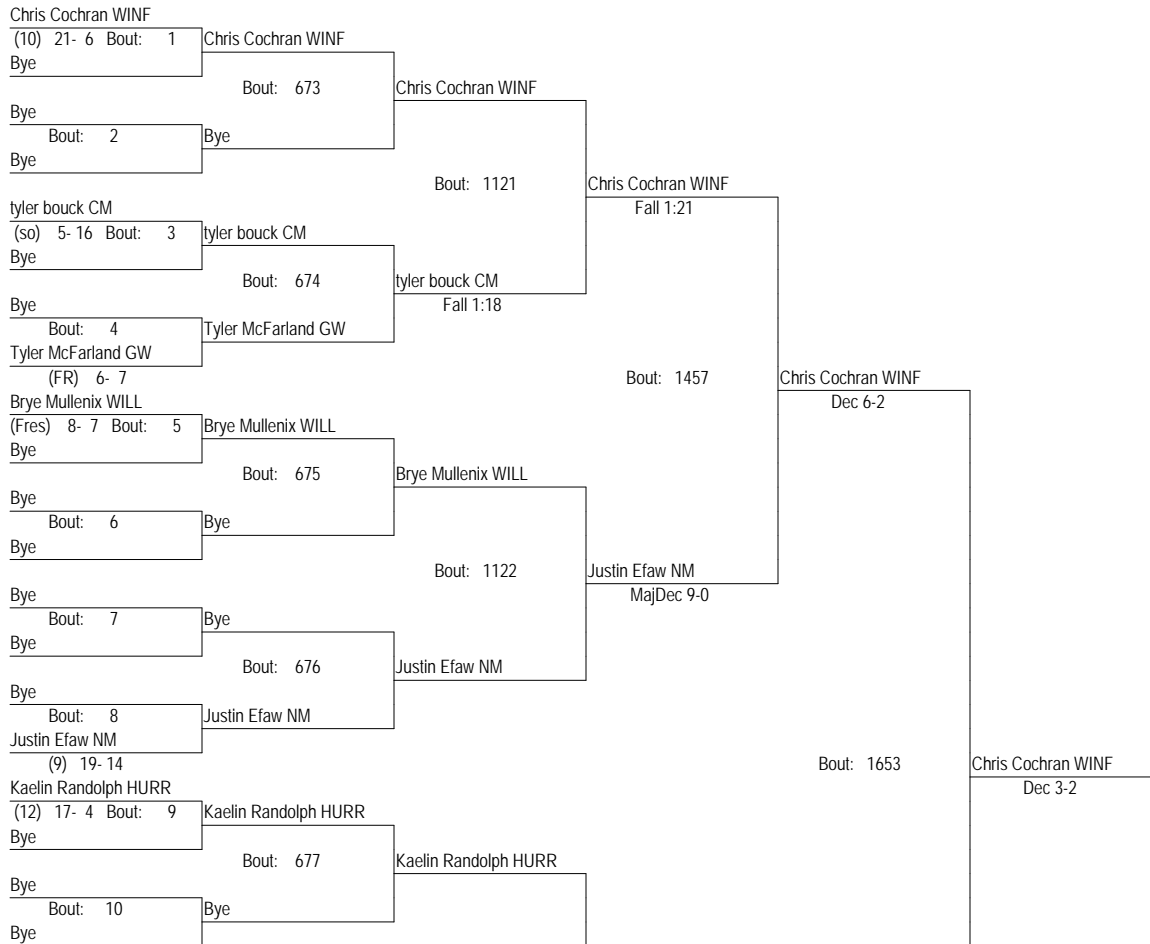 Chris Cochran WINF
(10) 21- 6 Bout: 1 Chris Cochran WINF
Bye
Bout: 673 Chris Cochran WINF
Bye
Bout: 2 Bye
Bye
Bout: 1121 Chris Cochran WINF
Fall 1:21
tyler bouck CM
(so) 5- 16 Bout: 3 tyler bouck CM
Bye
Bout: 674 tyler bouck CM
Fall 1:18
Bye
Bout: 4 Tyler McFarland GW
Tyler McFarland GW
(FR) 6- 7
Bout: 1457 Chris Cochran WINF
Dec 6-2
Brye Mullenix WILL
(Fres) 8- 7 Bout: 5 Brye Mullenix WILL
Bye
Bout: 675 Brye Mullenix WILL
Bye
Bout: 6 Bye
Bye
Bout: 1122 Justin Efaw NM
MajDec 9-0
Bye
Bout: 7 Bye
Bye
Bout: 676 Justin Efaw NM
Bye
Bout: 8 Justin Efaw NM
Justin Efaw NM
(9) 19- 14
Bout: 1653 Chris Cochran WINF
Dec 3-2
Kaelin Randolph HURR
(12) 17- 4 Bout: 9 Kaelin Randolph HURR
Bye
Bout: 677 Kaelin Randolph HURR
Bye
Bout: 10 Bye
Bye